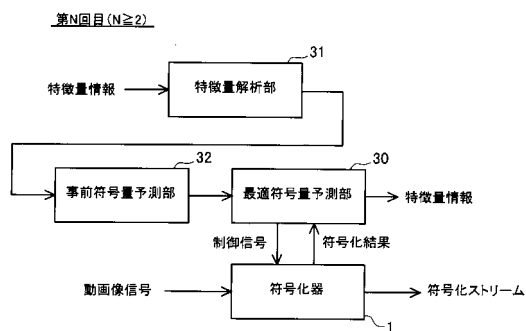 第N回目(N≧2)
31
特徴量情報
特徴量解析部
32
30
事前符号量予測部
最適符号量予測部
特徴量情報
制御信号
符号化結果
動画像信号
符号化器
符号化ストリーム
1